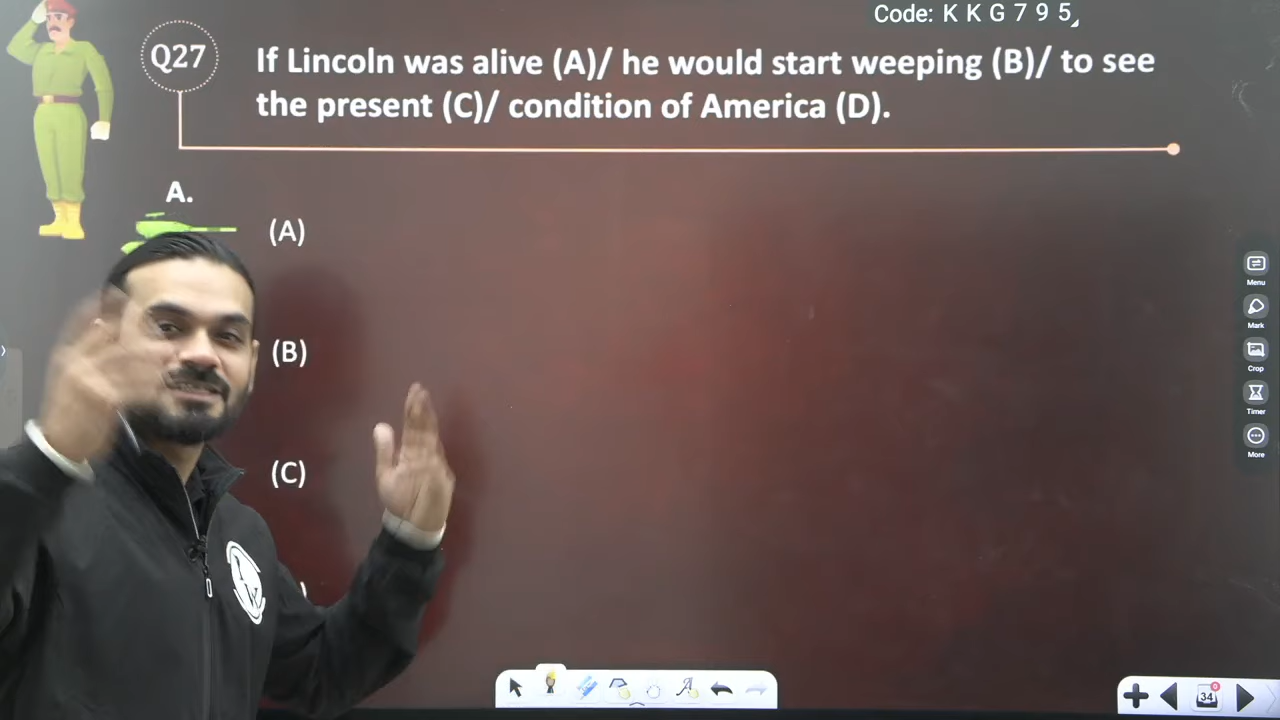 Code: K K G 7 9 5
Q27
If Lincoln was alive (A)/ he would start weeping (B)/ to see
the present (C)/ condition of America (D).
A.
(A)
(B)
(C)
Menu
Mark
Crop
Timer
More
34